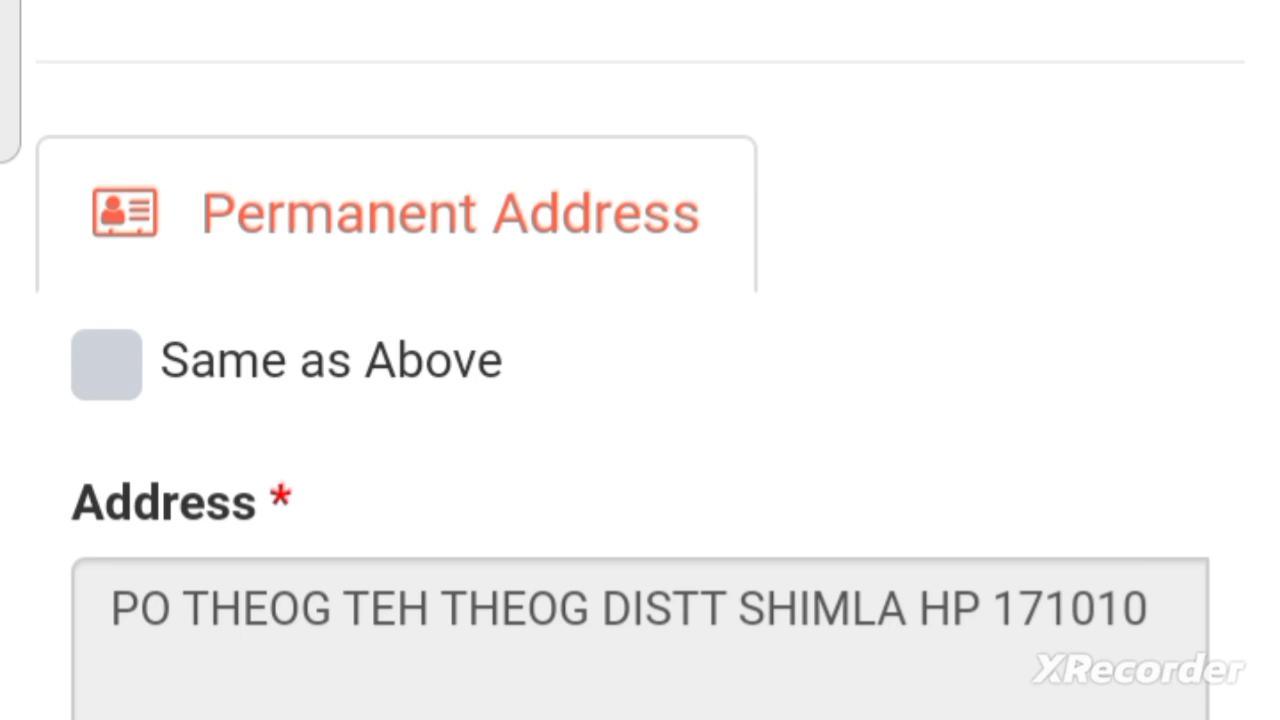 Permanent Address
Same as Above
Address *
PO THEOG TEH THEOG DISTT SHIMLA HP 171010
XRecorder